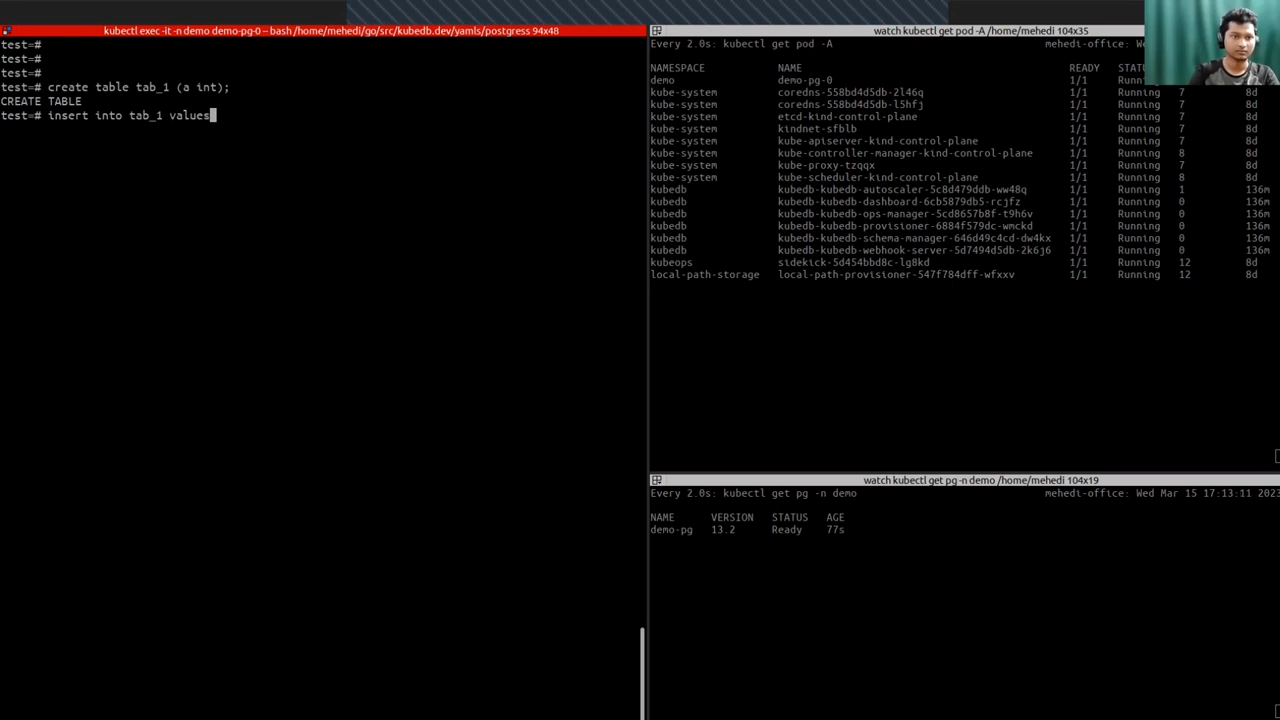 kubectl exec -it -n demo demo-pg-0 – bash /home/mehedi/go/src/kubedb.dev/yamls/postgress 94x48
test=#
test=#
test=#
test=# create table tab_1 (a int);
CREATE TABLE
test=# insert into tab_1 values
watch kubectl get pod -A /home/mehedi 104x35
Every 2.0s: kubectl get pod -A mehedi-office: We
NAMESPACE NAME READY STATU
demo demo-pg-0 1/1 Runnin
kube-system coredns-558bd4d5db-2l46q 1/1 Running 7 8d
kube-system coredns-558bd4d5db-l5hfj 1/1 Running 7 8d
kube-system etcd-kind-control-plane 1/1 Running 7 8d
kube-system kindnet-sfblb 1/1 Running 7 8d
kube-system kube-apiserver-kind-control-plane 1/1 Running 7 8d
kube-system kube-controller-manager-kind-control-plane 1/1 Running 8 8d
kube-system kube-proxy-tzqqx 1/1 Running 7 8d
kube-system kube-scheduler-kind-control-plane 1/1 Running 8 8d
kubedb kubedb-kubedb-autoscaler-5c8d479ddb-ww48q 1/1 Running 1 136m
kubedb kubedb-kubedb-dashboard-6cb5879db5-rcjfz 1/1 Running 0 136m
kubedb kubedb-kubedb-ops-manager-5cd8657b8f-t9h6v 1/1 Running 0 136m
kubedb kubedb-kubedb-provisioner-6884f579dc-wmckd 1/1 Running 0 136m
kubedb kubedb-kubedb-schema-manager-646d49c4cd-dw4kx 1/1 Running 0 136m
kubedb kubedb-kubedb-webhook-server-5d7494d5db-2k6j6 1/1 Running 0 136m
kubeops sidekick-5d454bbd8c-lg8kd 1/1 Running 12 8d
local-path-storage local-path-provisioner-547f784dff-wfxxv 1/1 Running 12 8d
watch kubectl get pg -n demo /home/mehedi 104x19
Every 2.0s: kubectl get pg -n demo mehedi-office: Wed Mar 15 17:13:11 2023
NAME VERSION STATUS AGE
demo-pg 13.2 Ready 77s